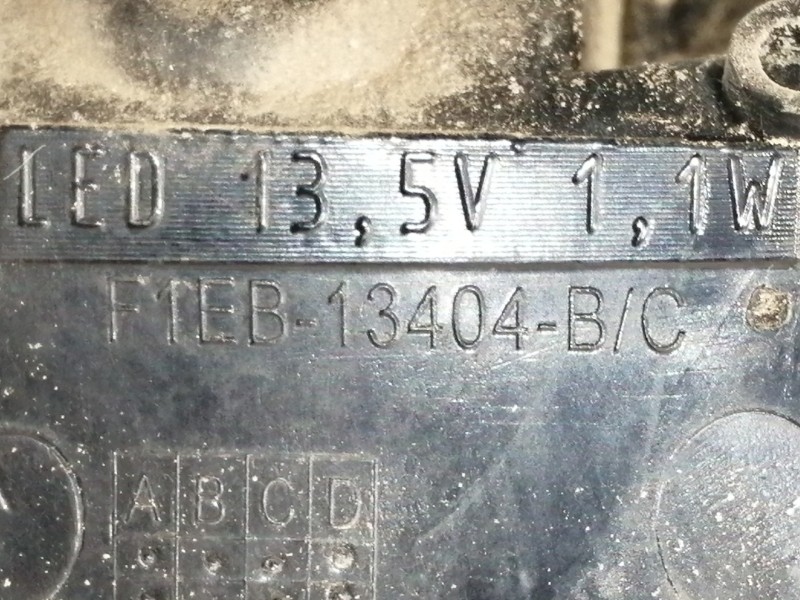 LED 13,5V 1,1W
F1EB-13404-B/C
A B C D